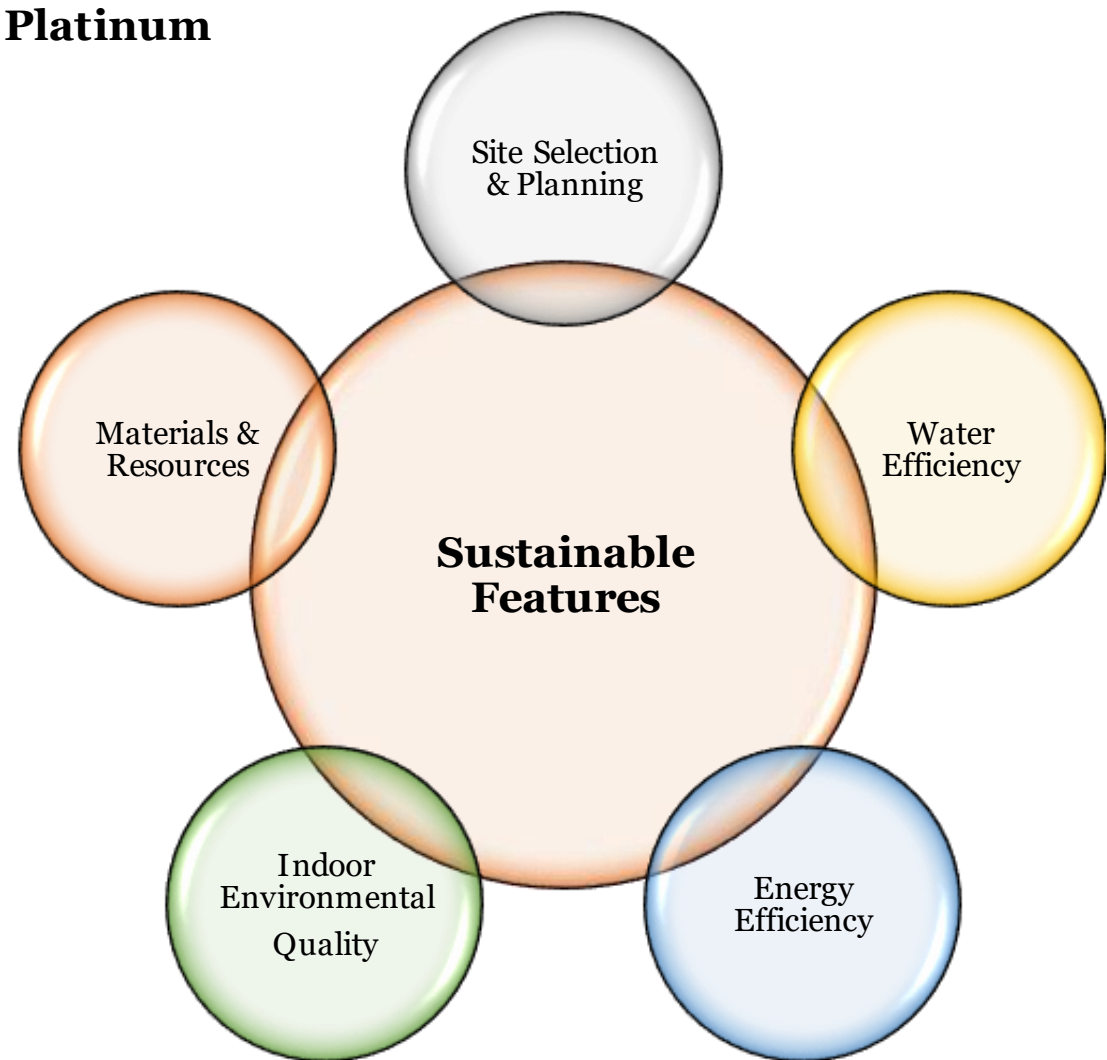 Platinum
Site Selection
& Planning
Materials &
Resources
Water
Efficiency
Sustainable
Features
Indoor
Environmental
Quality
Energy
Efficiency